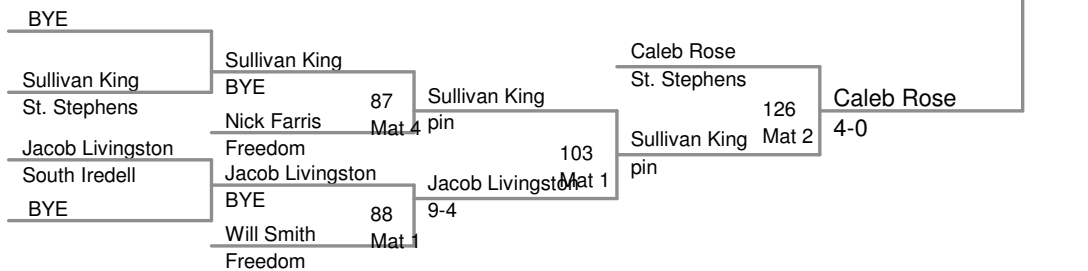 BYE
Sullivan King
St. Stephens
Jacob Livingston
South Iredell
BYE
Sullivan King
BYE
87
Mat 4
Nick Farris
Freedom
Jacob Livingston
BYE
88
Mat 1
Will Smith
Freedom
Sullivan King
pin
103
Mat 1
Jacob Livingston
9-4
Caleb Rose
St. Stephens
126
Mat 2
Sullivan King
pin
Caleb Rose
4-0